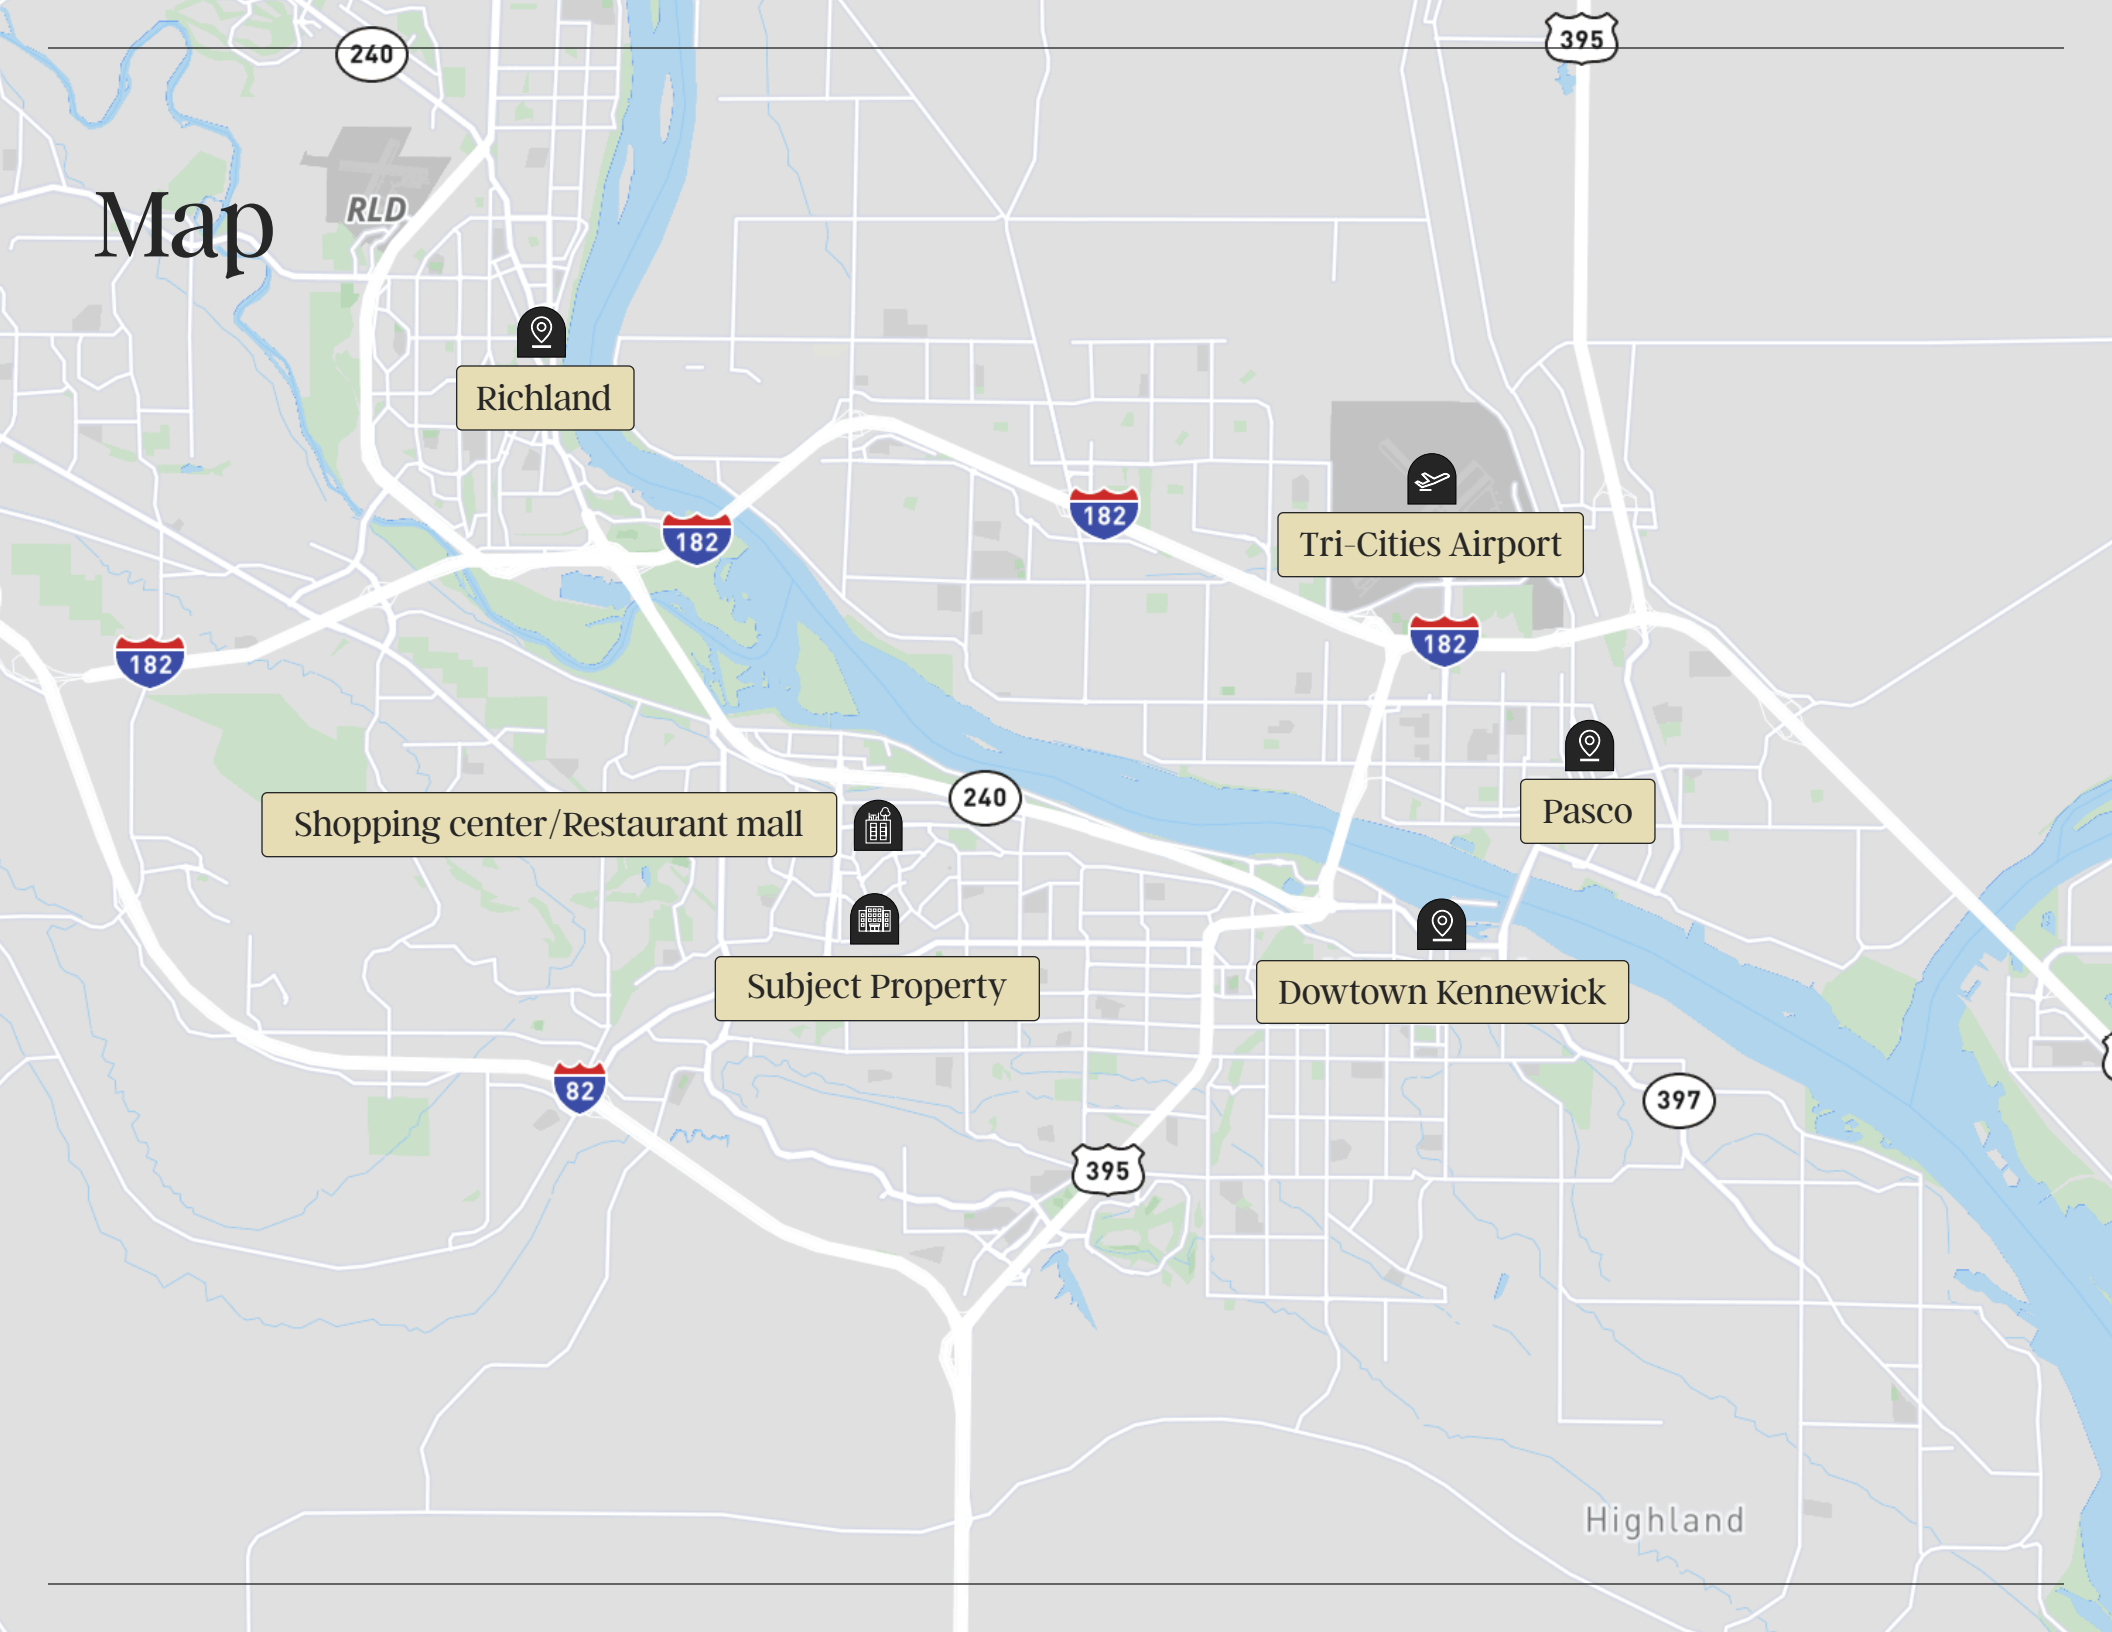 240
395
Map
RLD
Richland
182
182
Tri-Cities Airport
182
182
Pasco
Shopping center/Restaurant mall
240
Subject Property
Dowtown Kennewick
82
397
395
Highland